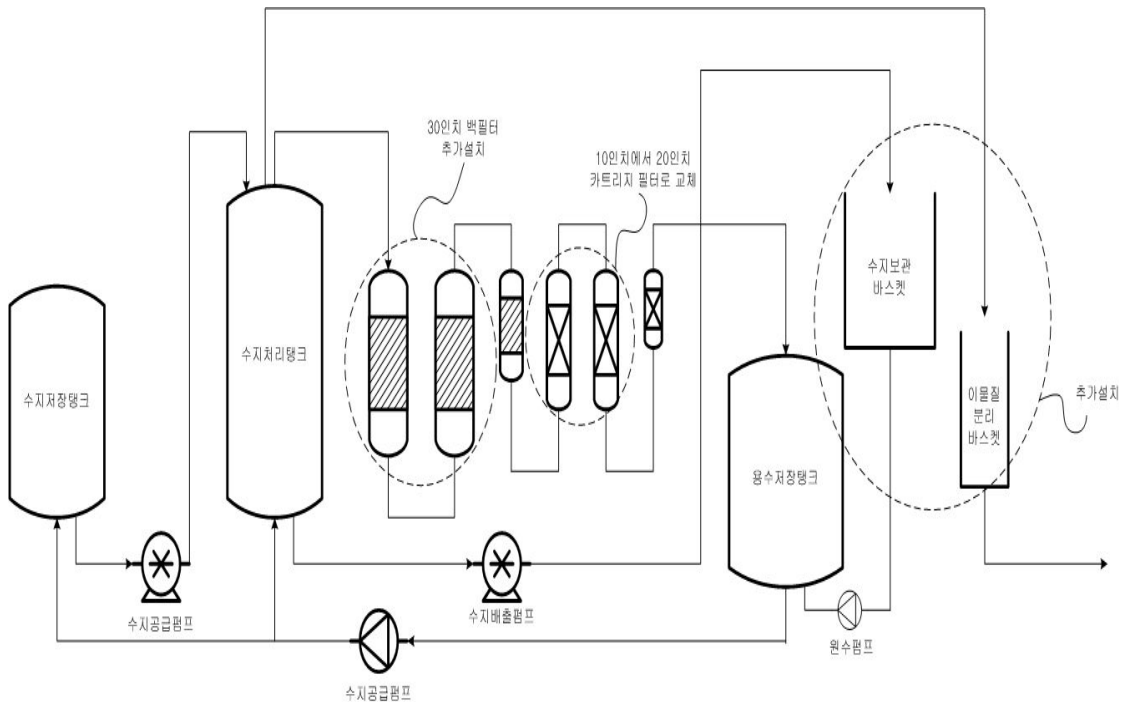 30인치 백필터
추가설치
10인치에서 20인치
카트리지 필터로 교체
수지보관
바스켓
수지처리탱크
수지저장탱크
이물질
분리
바스켓
추가설치
용수저장탱크
수지공급펌프
수지배출펌프
원수펌프
수지공급펌프